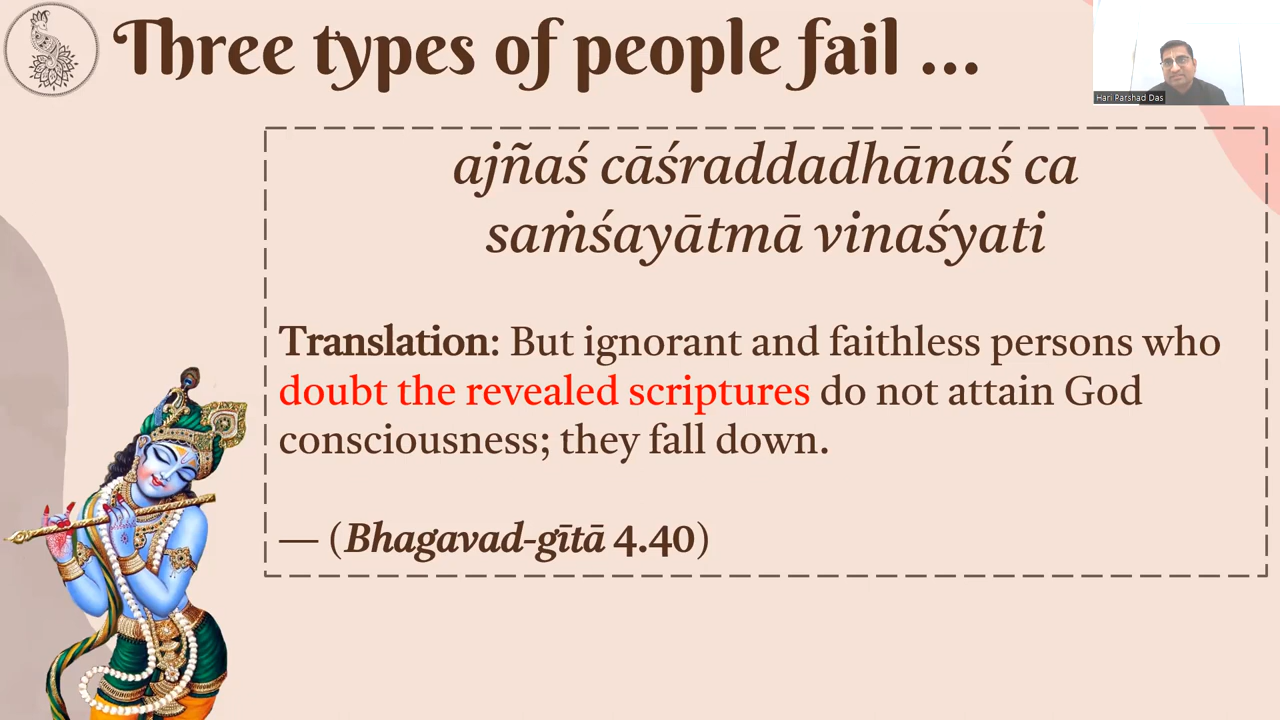 Three types of people fail ...
Hari Parshad Das
ajñaś cāśraddadhānaś ca
saṁśayātmā vinaśyati
Translation: But ignorant and faithless persons who
doubt the revealed scriptures do not attain God
consciousness; they fall down.
— (Bhagavad-gītā 4.40)